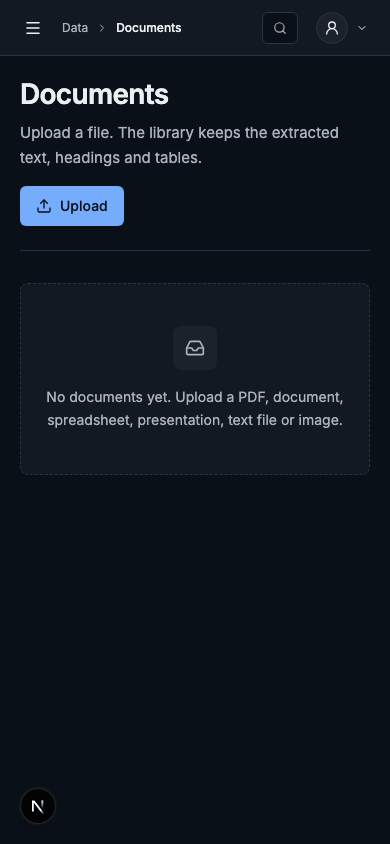 Data
Documents
Documents
Upload a file. The library keeps the extracted
text, headings and tables.
Upload
No documents yet. Upload a PDF, document,
spreadsheet, presentation, text file or image.
N